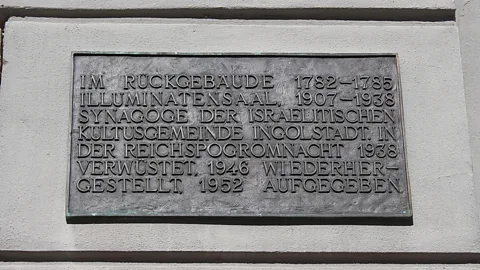 IM RÜCKGEBÄUDE 1782–1785
ILLUMINATENSAAL, 1907–1938
SYNAGOGE DER ISRAELITISCHEN
KULTUSGEMEINDE INGOLSTADT, IN
DER REICHSPOGROMNACHT 1938
VERWÜSTET, 1946 WIEDERHER-
GESTELLT, 1952 AUFGEGEBEN